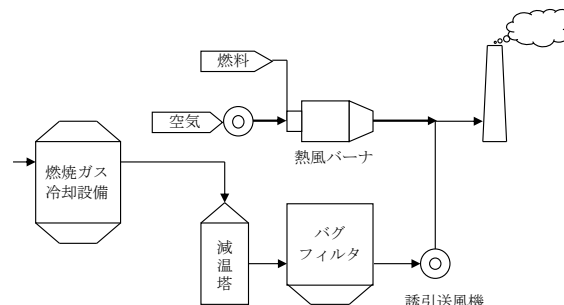 燃料
空気
熱風バーナ
燃焼ガス
冷却設備
減
温
塔
バグ
フィルタ
誘引送風機